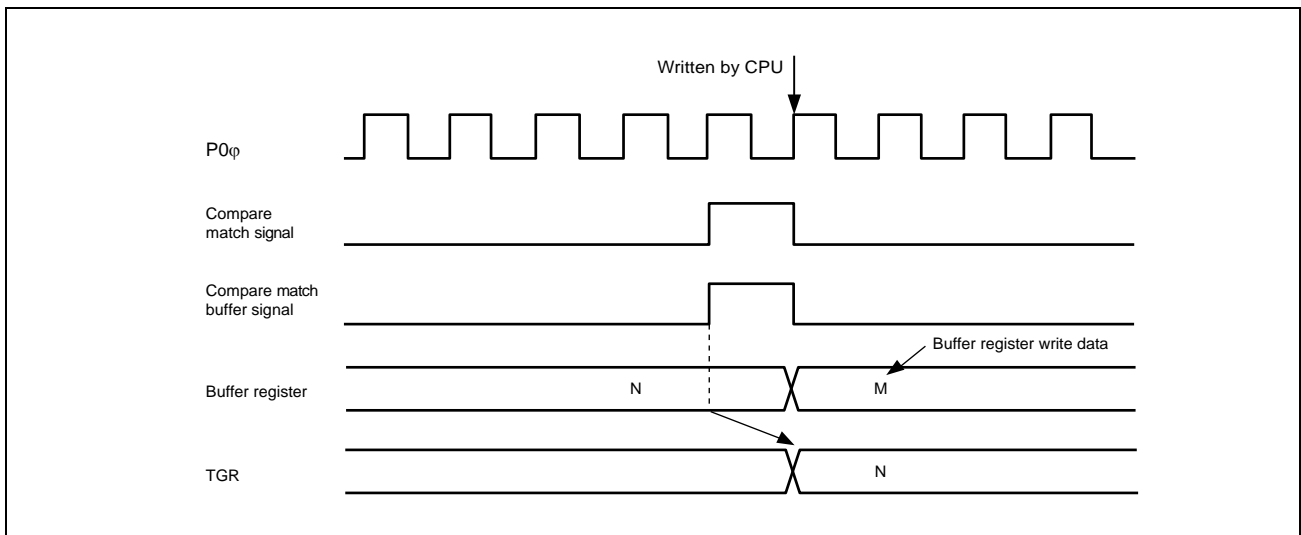 Written by CPU
P0φ
Compare
match signal
Compare match
buffer signal
Buffer register write data
Buffer register
N
M
TGR
N